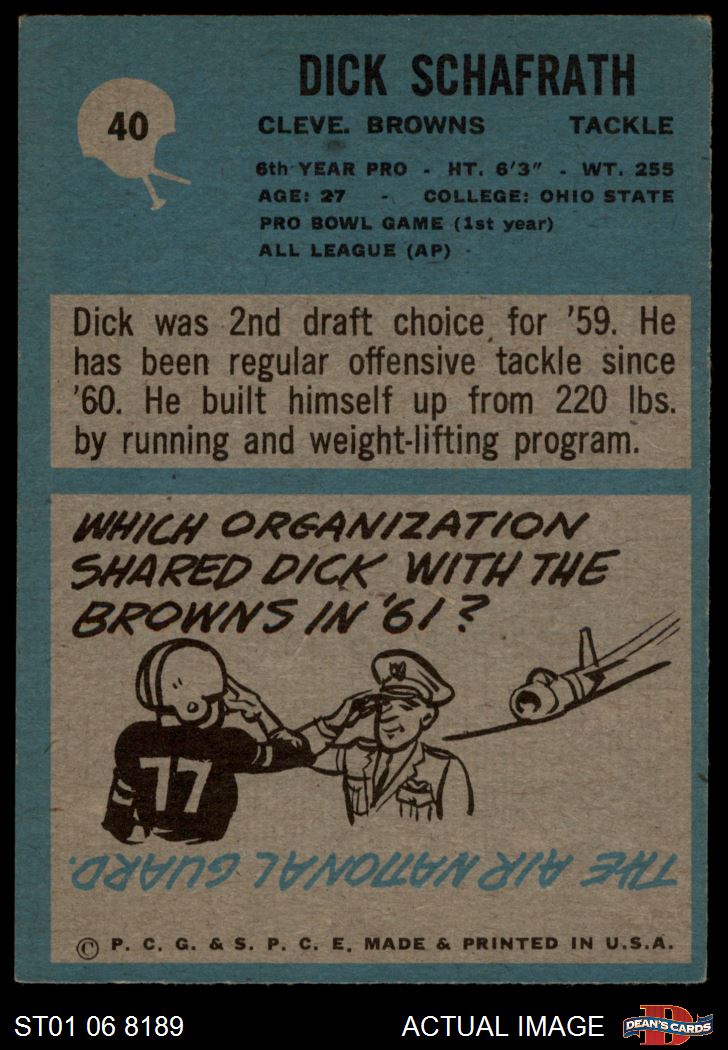 40
DICK SCHAFRATH
CLEVE. BROWNS TACKLE
6th YEAR PRO - HT. 6'3" - WT. 255
AGE: 27 - COLLEGE: OHIO STATE
PRO BOWL GAME (1st year)
ALL LEAGUE (AP)
Dick was 2nd draft choice for '59. He
has been regular offensive tackle since
'60. He built himself up from 220 lbs.
by running and weight-lifting program.
WHICH ORGANIZATION
SHARED DICK WITH THE
BROWNS IN '61?
77
THE AIR NATIONAL GUARD.
© P. C. G. & S. P. C. E. MADE & PRINTED IN U.S.A.
ST01 06 8189 ACTUAL IMAGE
D
DEAN'S CARDS